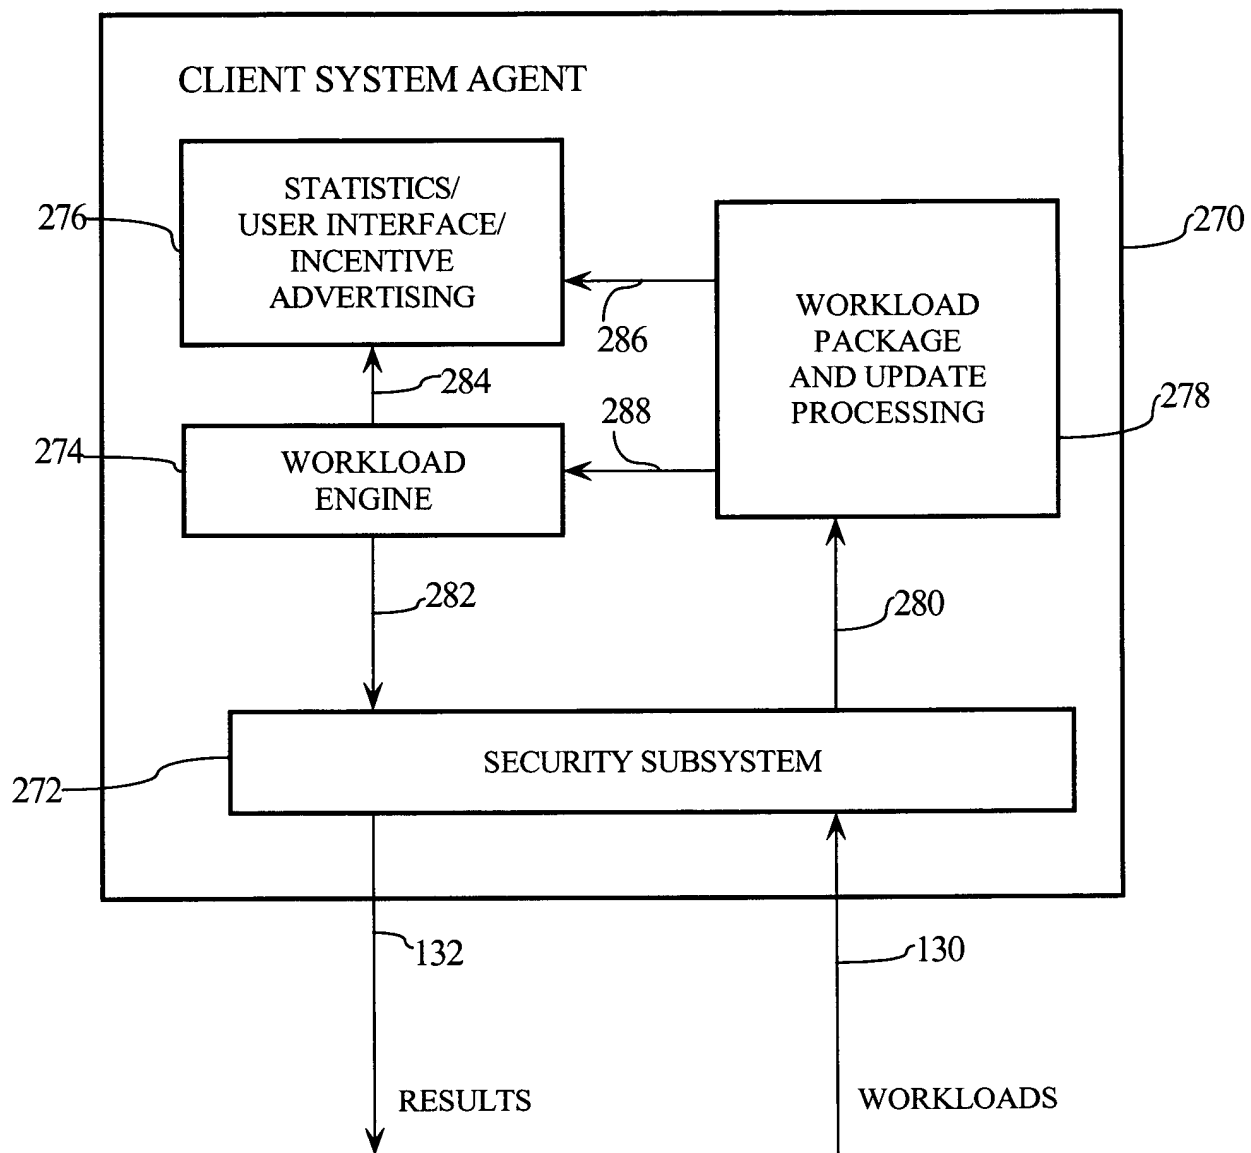 CLIENT SYSTEM AGENT
STATISTICS/
USER INTERFACE/
INCENTIVE
ADVERTISING
276
270
WORKLOAD
PACKAGE
AND UPDATE
PROCESSING
286
284
288
278
274
WORKLOAD
ENGINE
282
280
SECURITY SUBSYSTEM
272
132
130
RESULTS
WORKLOADS